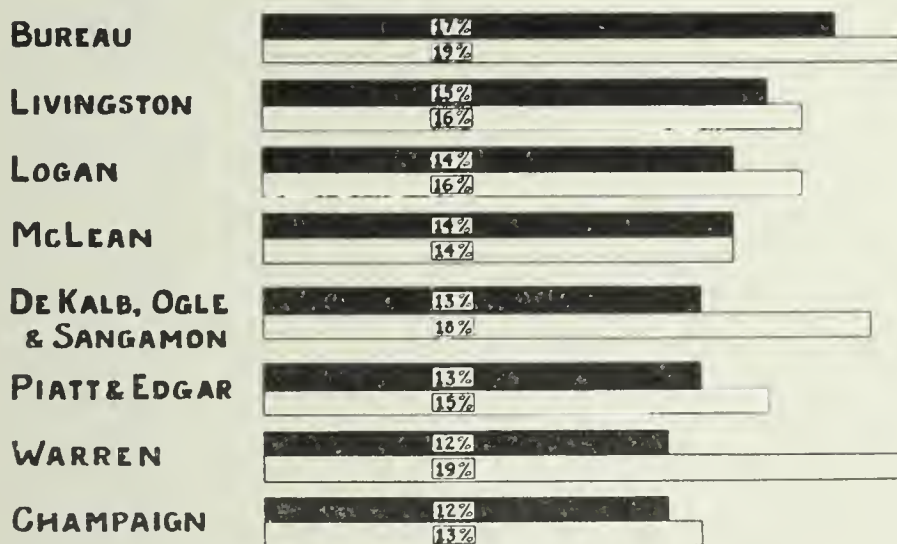 BUREAU
17%
19%
LIVINGSTON
15%
16%
LOGAN
14%
16%
MCLEAN
14%
14%
DE KALB, OGLE
& SANGAMON
13%
18%
PIATT & EDGAR
13%
15%
WARREN
12%
19%
CHAMPAIGN
12%
13%